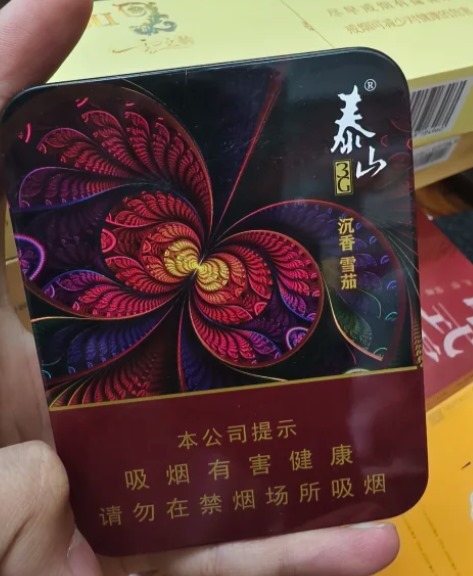 泰山®
3G
沉香 雪茄
本公司提示
吸烟有害健康
请勿在禁烟场所吸烟